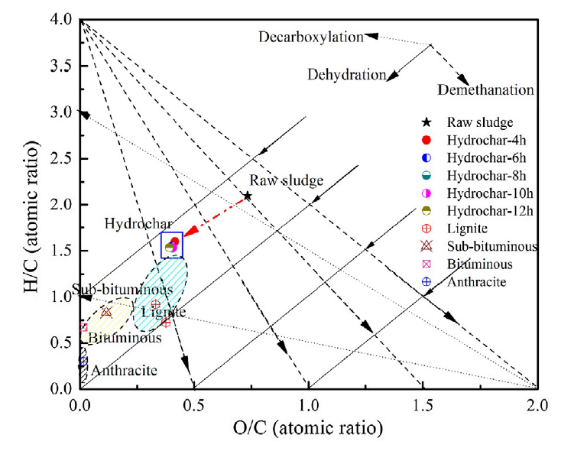 4.0
3.5
3.0
2.5
2.0
1.5
1.0
0.5
0.0
H/C (atomic ratio)
Decarboxylation
Dehydration
Demethanation
Raw sludge
Hydrochar-4h
Hydrochar-6h
Hydrochar-8h
Hydrochar-10h
Hydrochar-12h
Lignite
Sub-bituminous
Bituminous
Anthracite
Raw sludge
Hydrochar
Sub-bituminous
Lignite
Bituminous
Anthracite
0.0 0.5 1.0 1.5 2.0
O/C (atomic ratio)